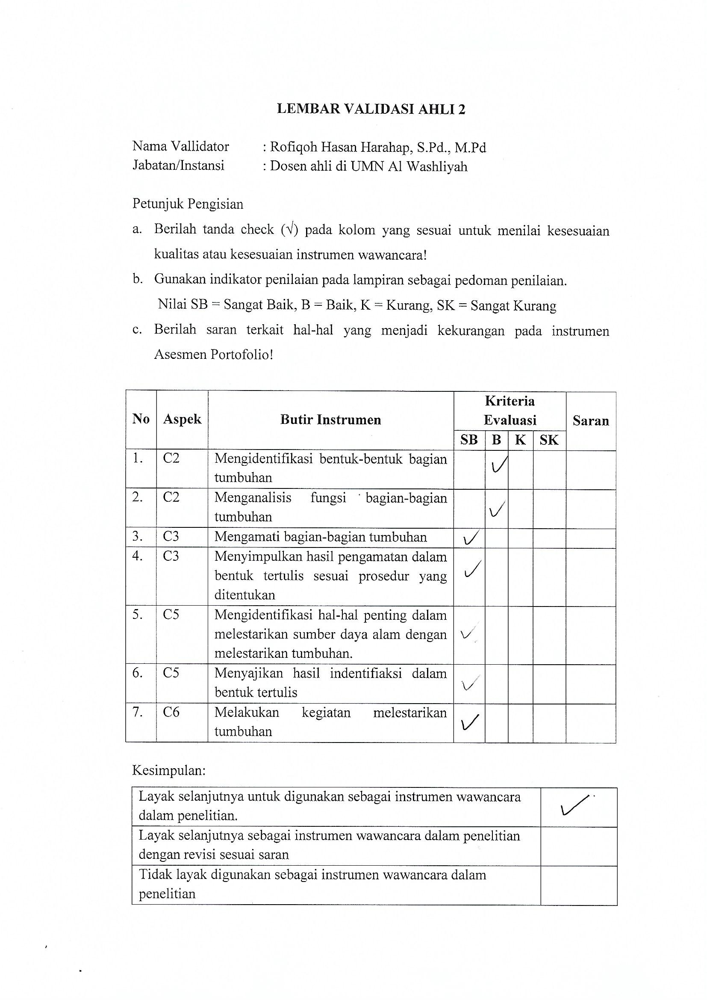 LEMBAR VALIDASI AHLI 2
Nama Vallidator : Rofiqoh Hasan Harahap, S.Pd., M.Pd
Jabatan/Instansi : Dosen ahli di UMN Al Washliyah
Petunjuk Pengisian
a. Berilah tanda check (√) pada kolom yang sesuai untuk menilai kesesuaian
kualitas atau kesesuaian instrumen wawancara!
b. Gunakan indikator penilaian pada lampiran sebagai pedoman penilaian.
Nilai SB = Sangat Baik, B = Baik, K = Kurang, SK = Sangat Kurang
c. Berilah saran terkait hal-hal yang menjadi kekurangan pada instrumen
Asesmen Portofolio!
No Aspek Butir Instrumen Kriteria
Evaluasi Saran
SB B K SK
1. C2 Mengidentifikasi bentuk-bentuk bagian ✓
tumbuhan
2. C2 Menganalisis fungsi bagian-bagian ✓
tumbuhan
3. C3 Mengamati bagian-bagian tumbuhan ✓
4. C3 Menyimpulkan hasil pengamatan dalam
bentuk tertulis sesuai prosedur yang ✓
ditentukan
5. C5 Mengidentifikasi hal-hal penting dalam
melestarikan sumber daya alam dengan ✓
melestarikan tumbuhan.
6. C5 Menyajikan hasil indentifiaksi dalam ✓
bentuk tertulis
7. C6 Melakukan kegiatan melestarikan ✓
tumbuhan
Kesimpulan:
Layak selanjutnya untuk digunakan sebagai instrumen wawancara ✓
dalam penelitian.
Layak selanjutnya sebagai instrumen wawancara dalam penelitian
dengan revisi sesuai saran
Tidak layak digunakan sebagai instrumen wawancara dalam
penelitian